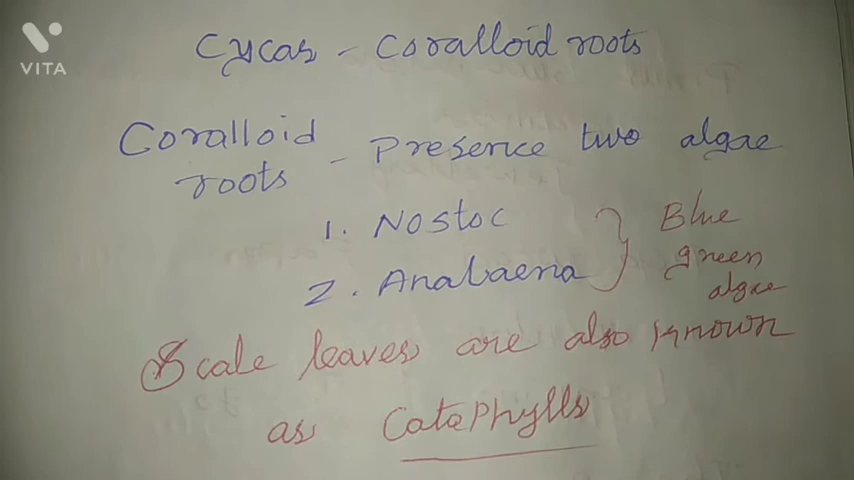 VITA
Cycas - Coralloid roots
Coralloid roots - Presence two algae
1. Nostoc
2. Anabaena
} Blue green algae
Scale leaves are also known
as Cataphylls